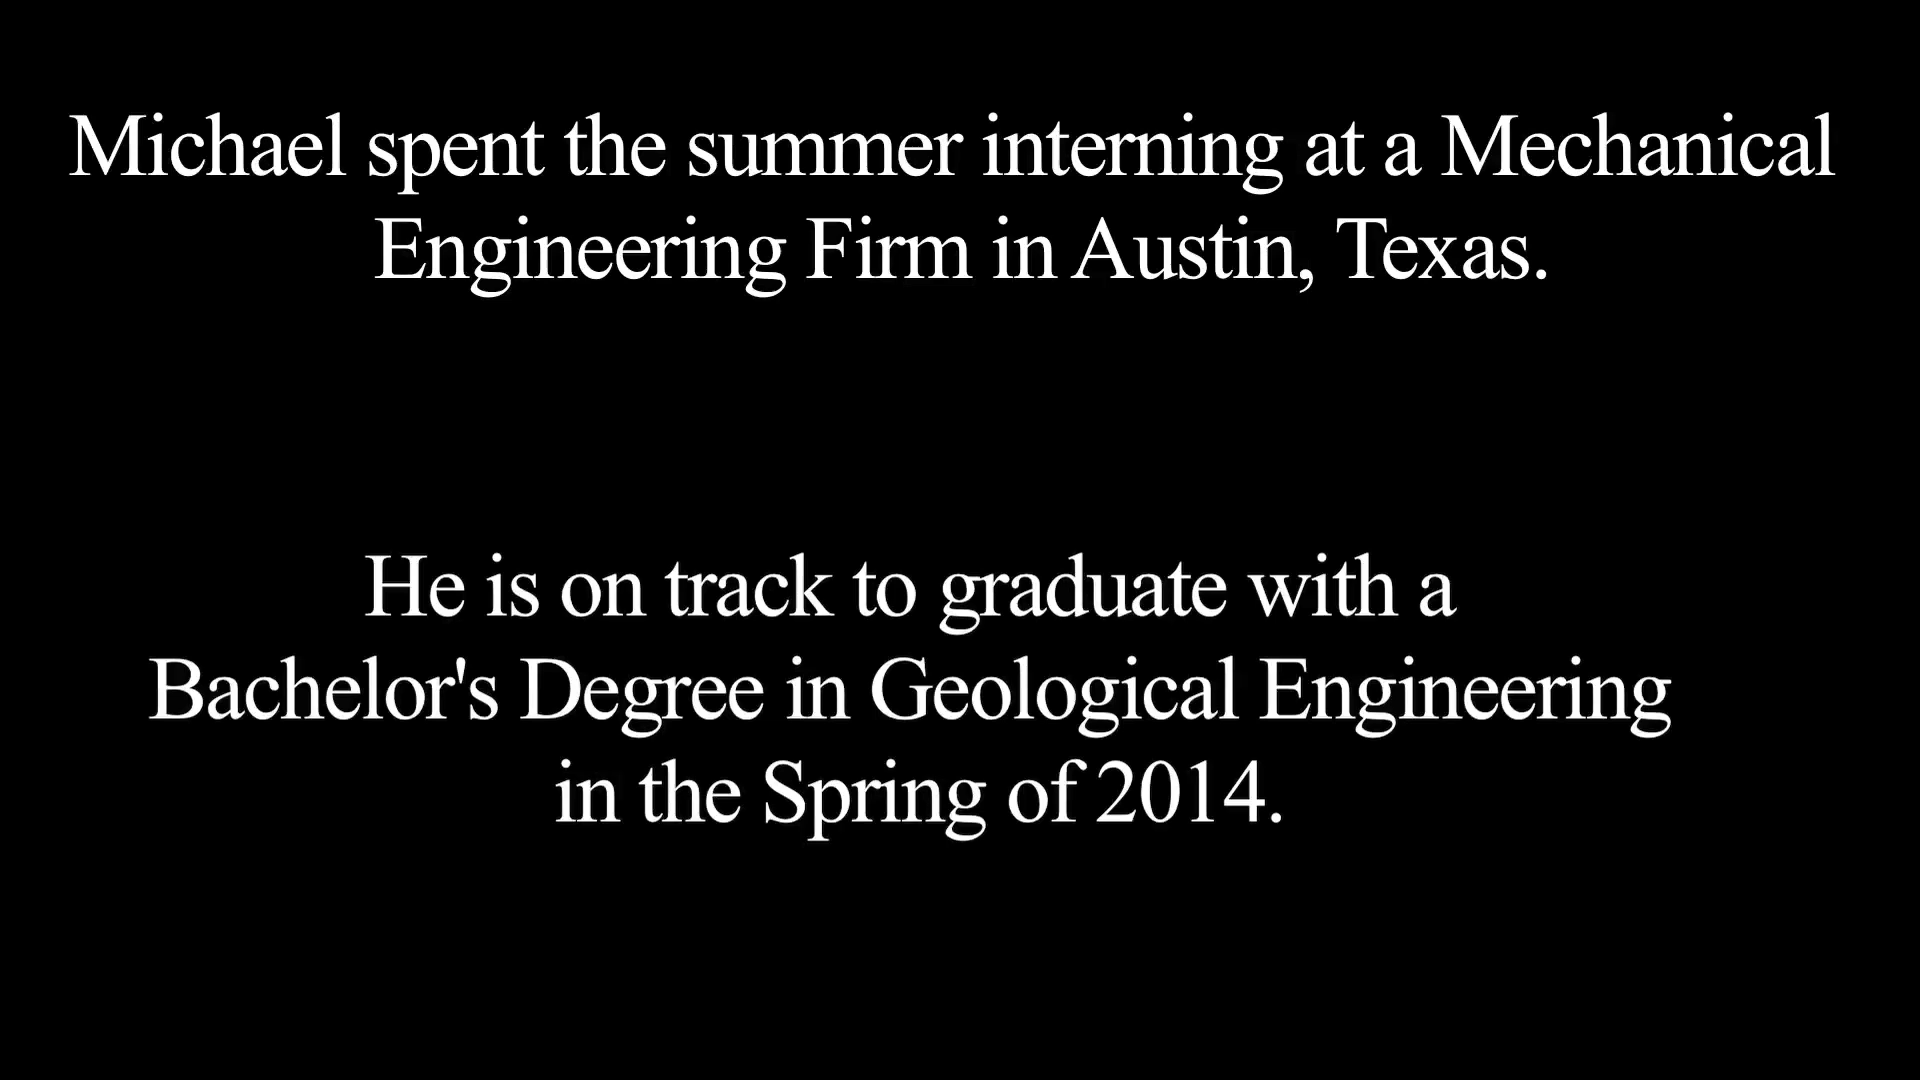 Michael spent the summer interning at a Mechanical
Engineering Firm in Austin, Texas.
He is on track to graduate with a
Bachelor's Degree in Geological Engineering
in the Spring of 2014.